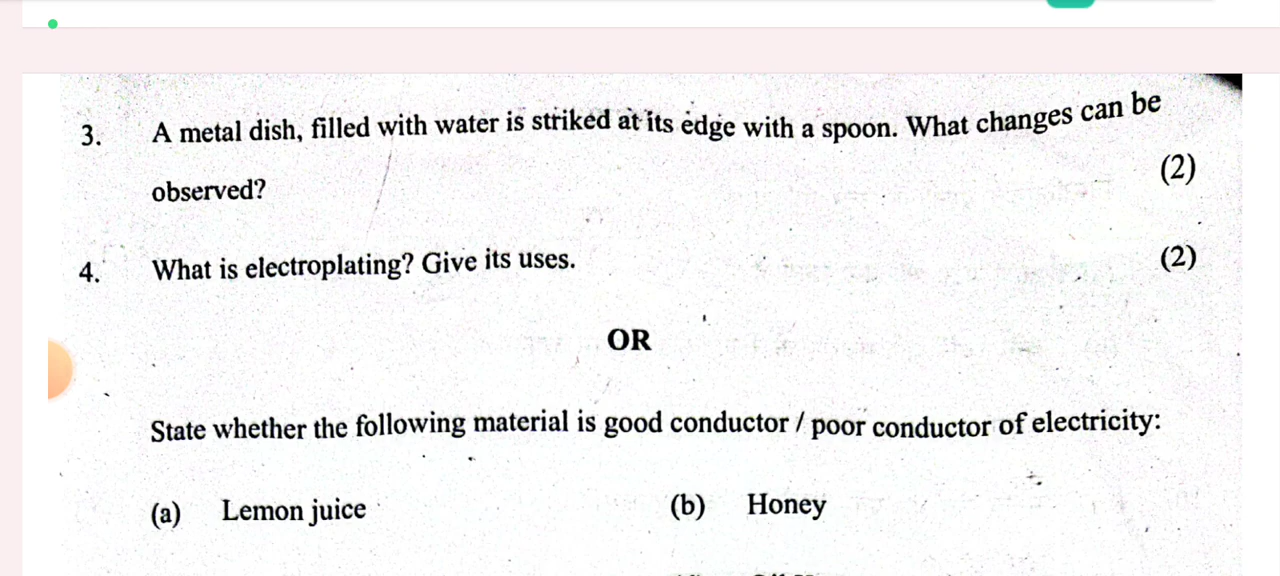 3. A metal dish, filled with water is striked at its edge with a spoon. What changes can be
observed? (2)
4. What is electroplating? Give its uses. (2)
OR
State whether the following material is good conductor / poor conductor of electricity:
(a) Lemon juice (b) Honey